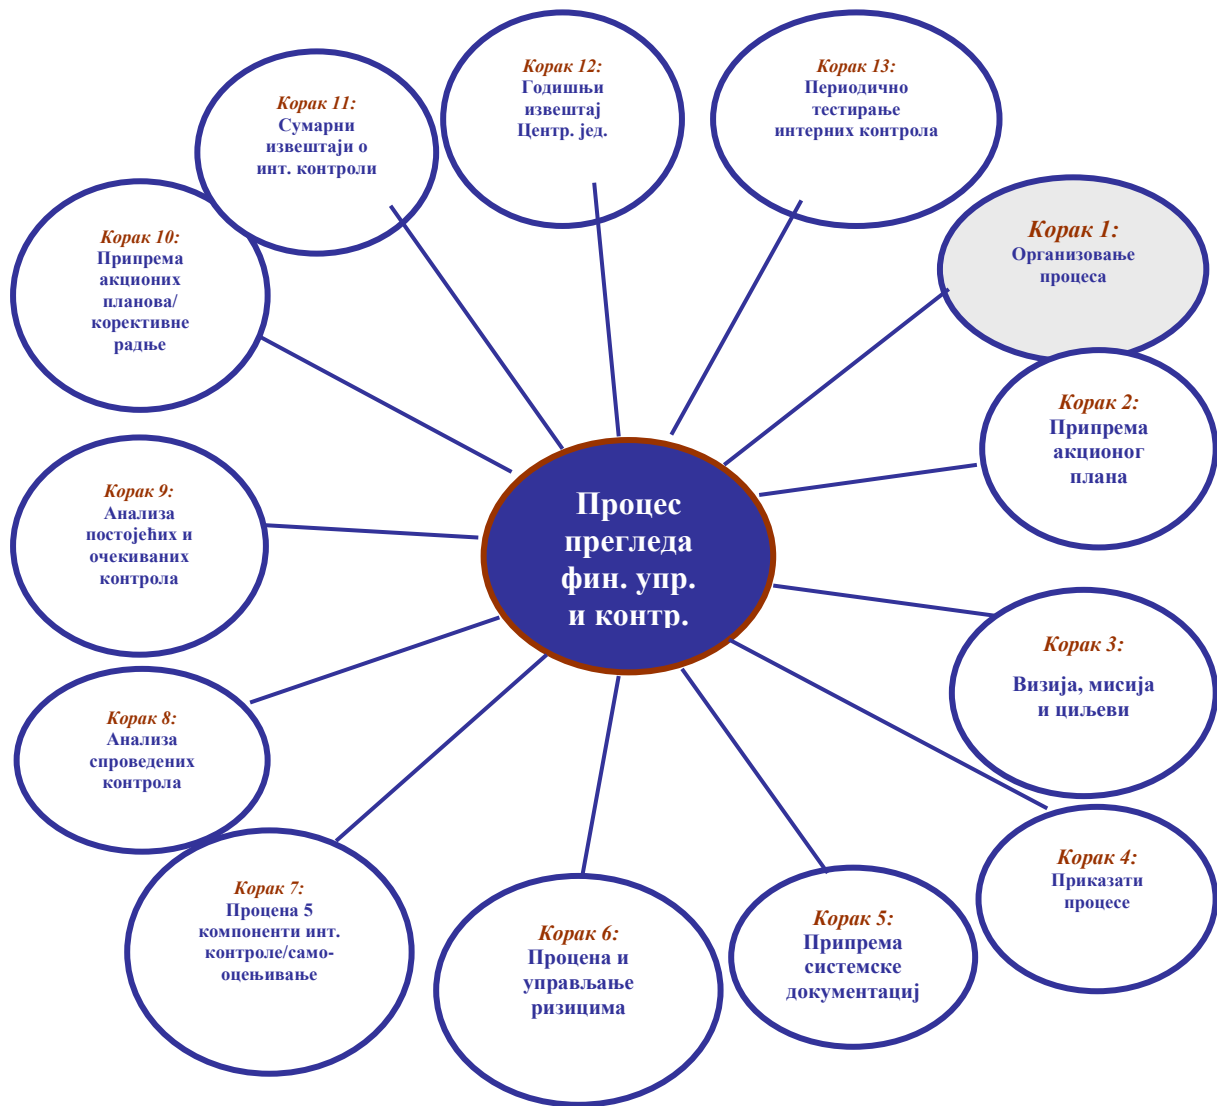 Корак 1:
Организовање
процеса
Корак 2:
Припрема
акционог
плана
Корак 3:
Визија, мисија
и циљеви
Корак 4:
Приказати
процесе
Корак 5:
Припрема
системске
документациј
Корак 6:
Процена и
управљање
ризицима
Корак 7:
Процена 5
компоненти инт.
контроле/само-
оцењивање
Корак 8:
Анализа
спроведених
контрола
Корак 9:
Анализа
постојећих и
очекиваних
контрола
Корак 10:
Припрема
акционих
планова/
корективне
радње
Корак 11:
Сумарни
извештаји о
инт. контроли
Корак 12:
Годишњи
извештај
Центр. јед.
Корак 13:
Периодично
тестирање
интерних контрола
Процес
прегледа
фин. упр.
и контр.